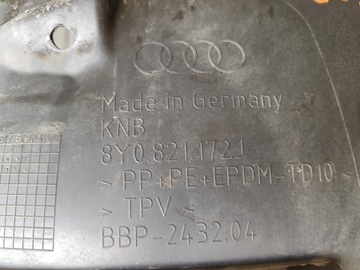 Made in Germany
KNB
8Y0.821.172.J
> PP+PE+EPDM-TD10 <
> TPV <
BBP-2432.04